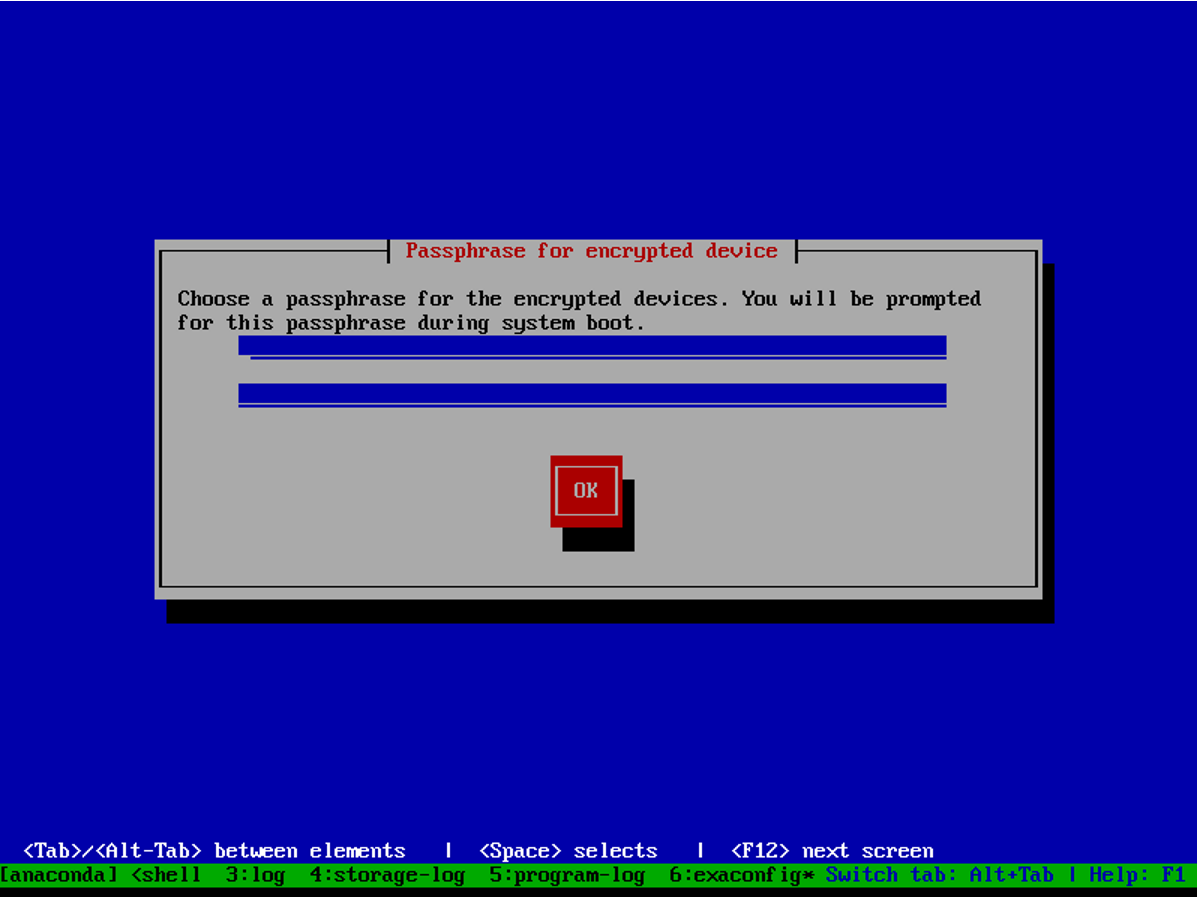 Passphrase for encrypted device
Choose a passphrase for the encrypted devices. You will be prompted
for this passphrase during system boot.
OK
<Tab>/<Alt-Tab> between elements | <Space> selects | <F12> next screen
[anaconda] <shell 3:log 4:storage-log 5:program-log 6:exaconfig* Switch tab: Alt+Tab | Help: F1